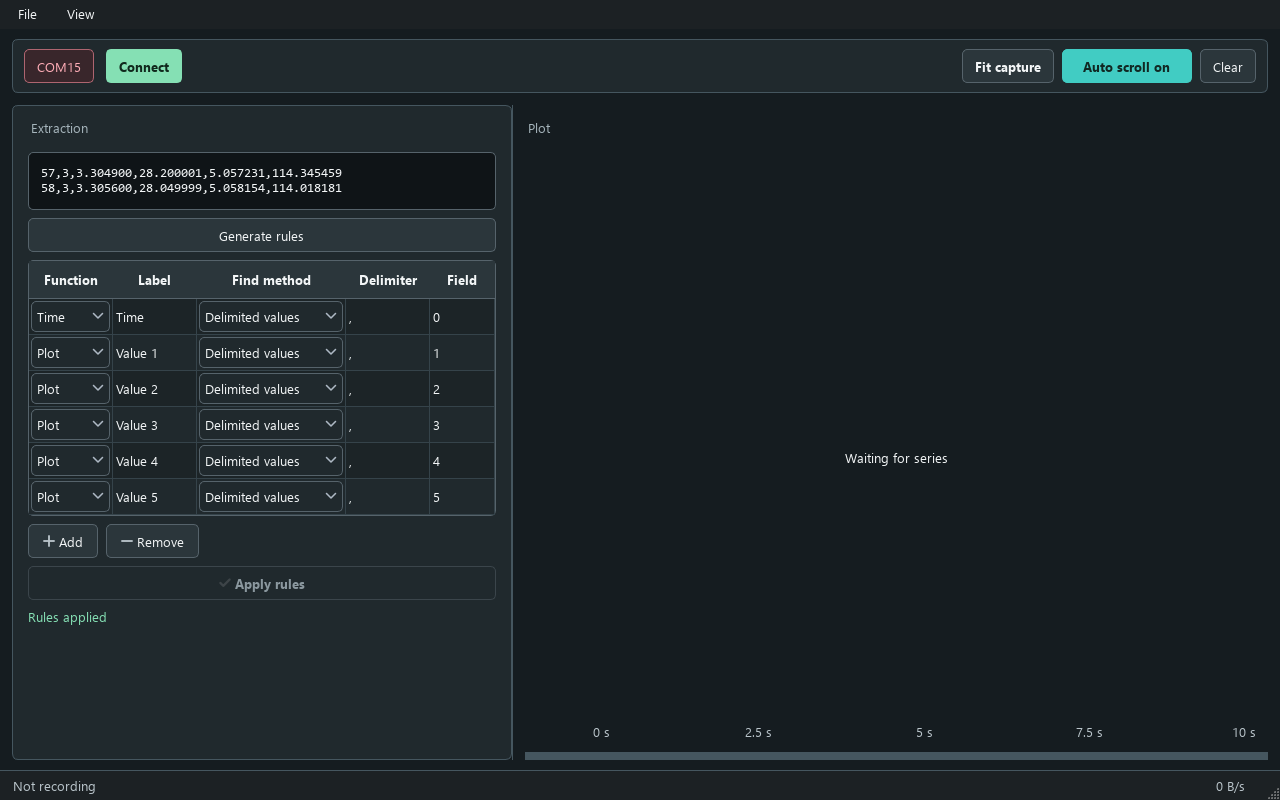 File View
COM15 Connect Fit capture Auto scroll on Clear
Extraction
57,3,3.304900,28.200001,5.057231,114.345459
58,3,3.305600,28.049999,5.058154,114.018181
Generate rules
Function Label Find method Delimiter Field
Time Time Delimited values , 0
Plot Value 1 Delimited values , 1
Plot Value 2 Delimited values , 2
Plot Value 3 Delimited values , 3
Plot Value 4 Delimited values , 4
Plot Value 5 Delimited values , 5
Add Remove
Apply rules
Rules applied
Plot
Waiting for series
0 s 2.5 s 5 s 7.5 s 10 s
Not recording 0 B/s